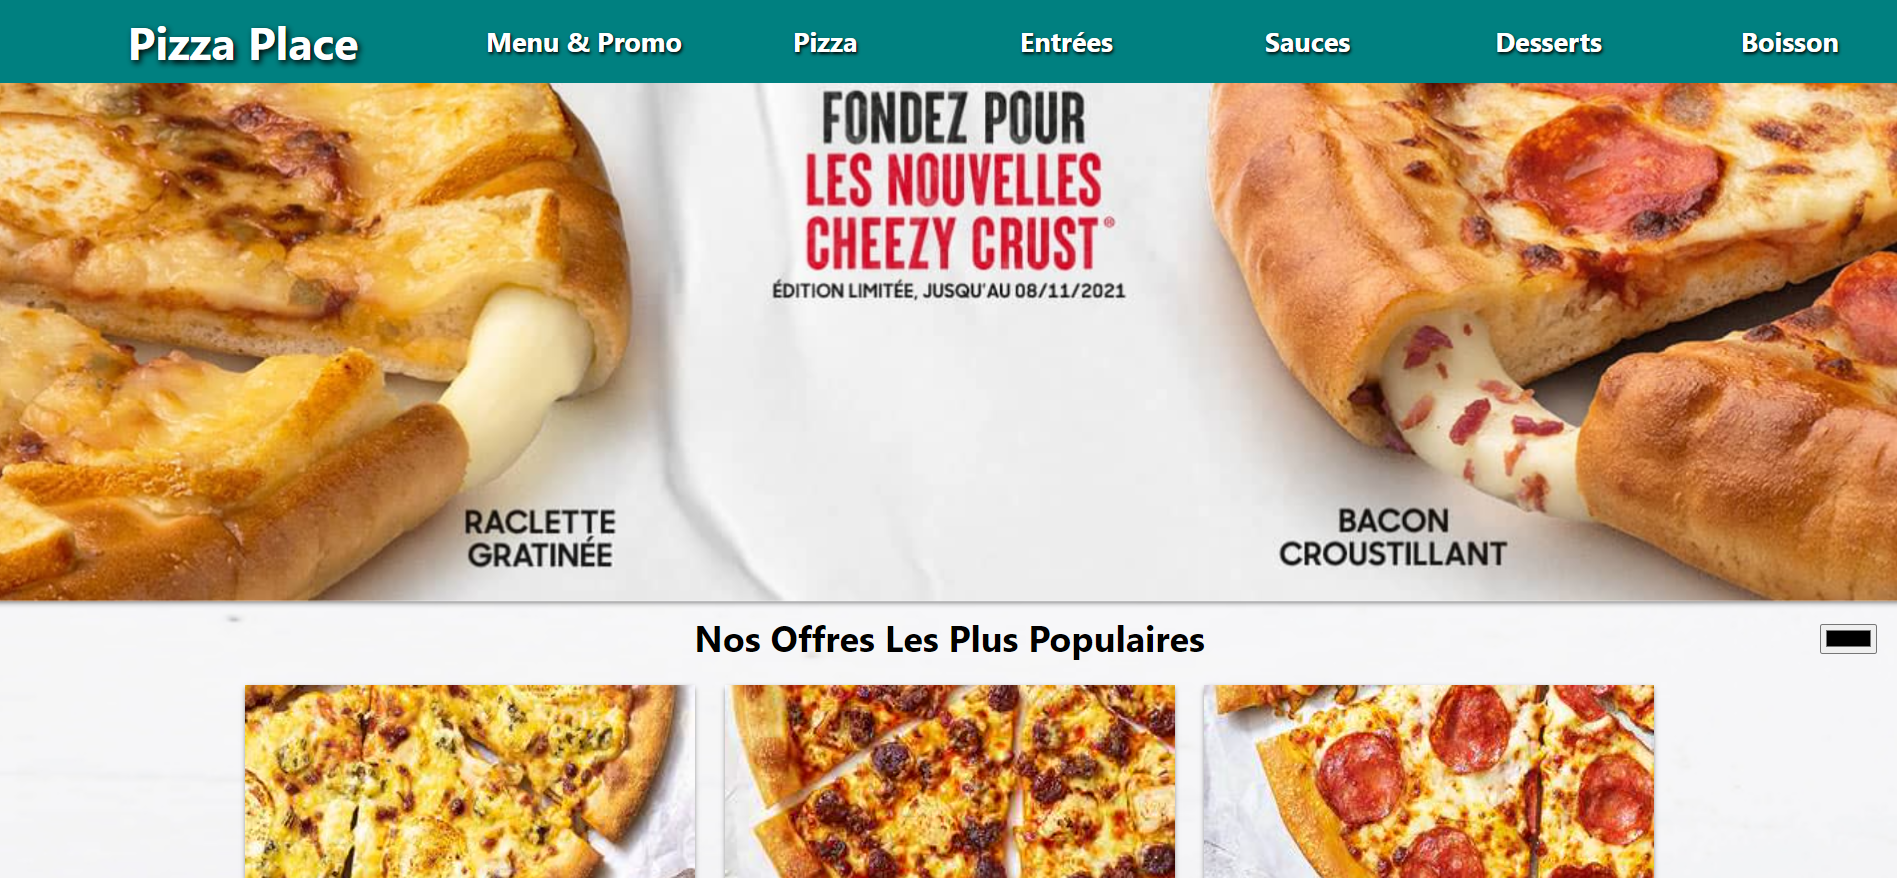 Pizza Place
Menu & Promo
Pizza
Entrées
Sauces
Desserts
Boisson
FONDEZ POUR
LES NOUVELLES
CHEEZY CRUST®
ÉDITION LIMITÉE, JUSQU'AU 08/11/2021
RACLETTE
GRATINÉE
BACON
CROUSTILLANT
Nos Offres Les Plus Populaires